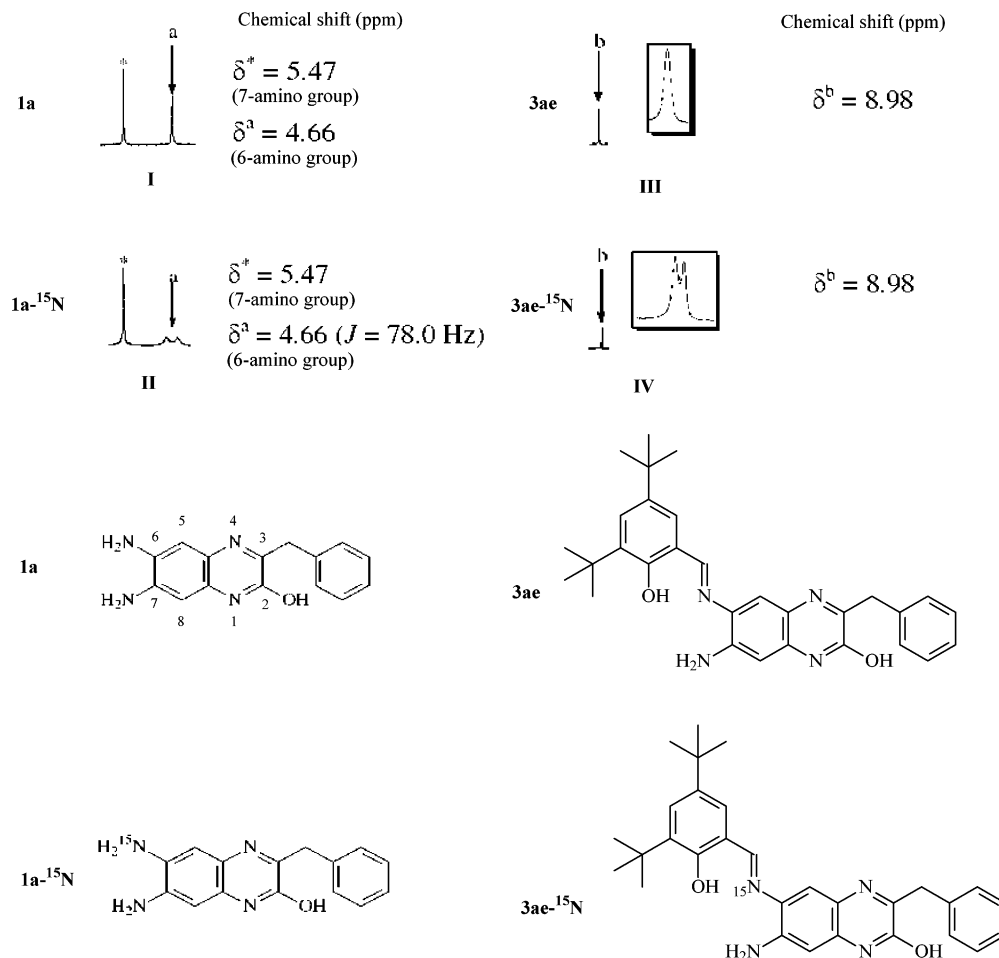 Chemical shift (ppm)
a
*
1a
δ* = 5.47
(7-amino group)
δᵃ = 4.66
(6-amino group)
I
Chemical shift (ppm)
b
3ae
δᵇ = 8.98
III
a
*
1a-¹⁵N
δ* = 5.47
(7-amino group)
δᵃ = 4.66 (J = 78.0 Hz)
(6-amino group)
II
b
3ae-¹⁵N
δᵇ = 8.98
IV
1a
H₂N
H₂N
5
6
7
8
4
N
3
N
1
2
OH
3ae
OH
N
H₂N
N
N
OH
1a-¹⁵N
H₂¹⁵N
H₂N
N
N
OH
3ae-¹⁵N
OH
N
15
H₂N
N
N
OH